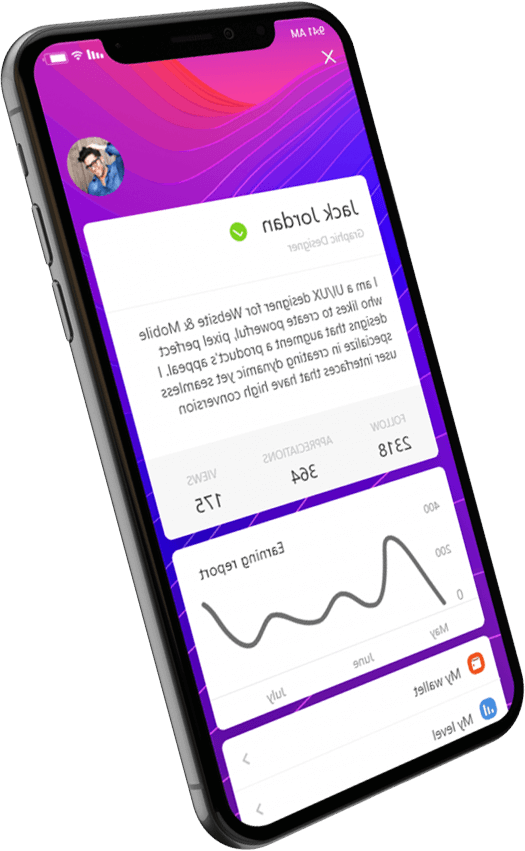 9:41 AM
Jack Jordan
Graphic Designer
I am a UI/UX designer for Website & Mobile
who likes to create powerful, pixel perfect
designs that augment a product's appeal. I
specialize in creating dynamic yet seamless
user interfaces that have high conversion
FOLLOW APPRECIATIONS VIEWS
2318 364 175
Earning report
400
200
0
May June July
My wallet
My level